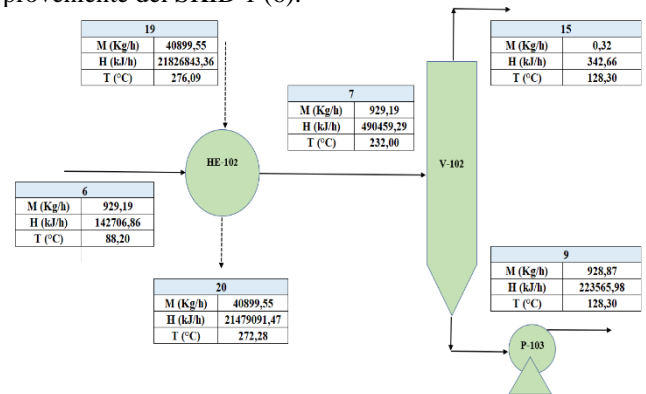 proveniente del SKID-1 (6).
19
M (Kg/h) 40899,55
H (kJ/h) 21826843,36
T (°C) 276,09
15
M (Kg/h) 0,32
H (kJ/h) 342,66
T (°C) 128,30
7
M (Kg/h) 929,19
H (kJ/h) 490459,29
T (°C) 232,00
HE-102
V-102
6
M (Kg/h) 929,19
H (kJ/h) 142706,86
T (°C) 88,20
9
M (Kg/h) 928,87
H (kJ/h) 223565,98
T (°C) 128,30
20
M (Kg/h) 40899,55
H (kJ/h) 21479091,47
T (°C) 272,28
P-103